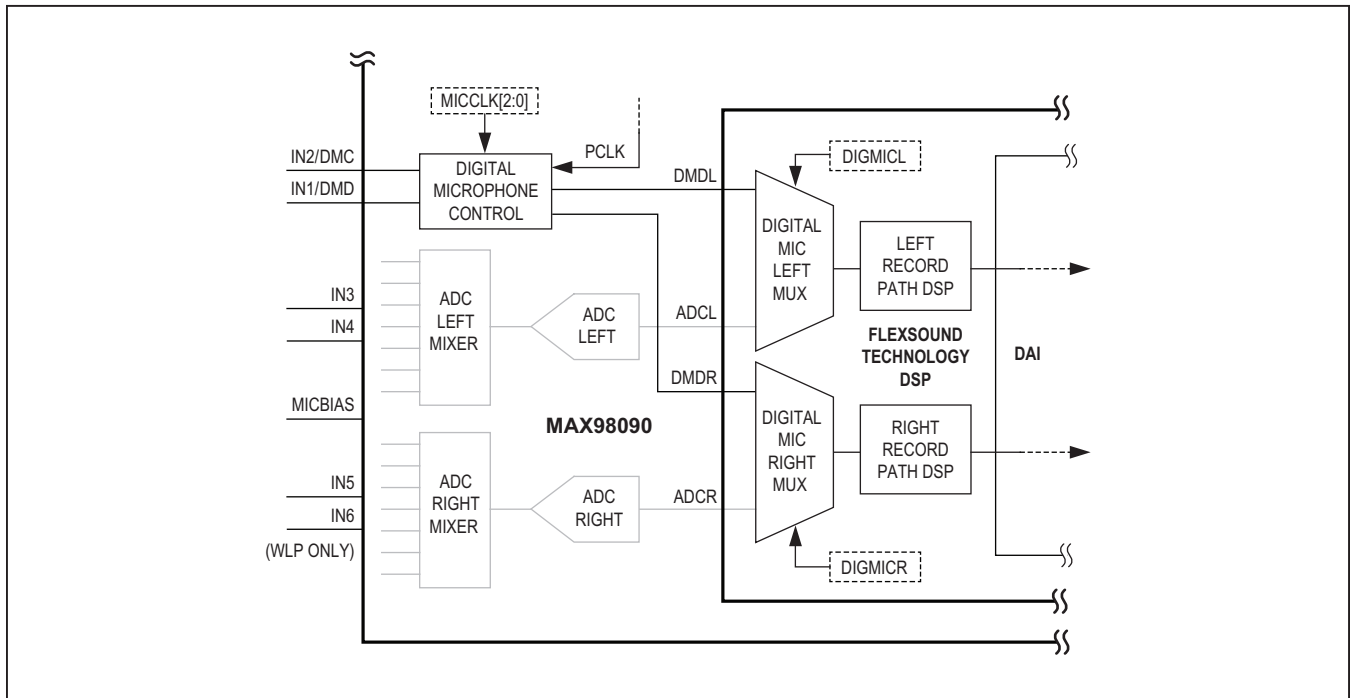 MICCLK[2:0]
IN2/DMC
IN1/DMD
DIGITAL
MICROPHONE
CONTROL
PCLK
DMDL
DIGMICL
DIGITAL
MIC
LEFT
MUX
LEFT
RECORD
PATH DSP
IN3
IN4
ADC
LEFT
MIXER
ADC
LEFT
ADCL
FLEXSOUND
TECHNOLOGY
DSP
DAI
DMDR
MICBIAS
MAX98090
DIGITAL
MIC
RIGHT
MUX
RIGHT
RECORD
PATH DSP
IN5
IN6
(WLP ONLY)
ADC
RIGHT
MIXER
ADC
RIGHT
ADCR
DIGMICR